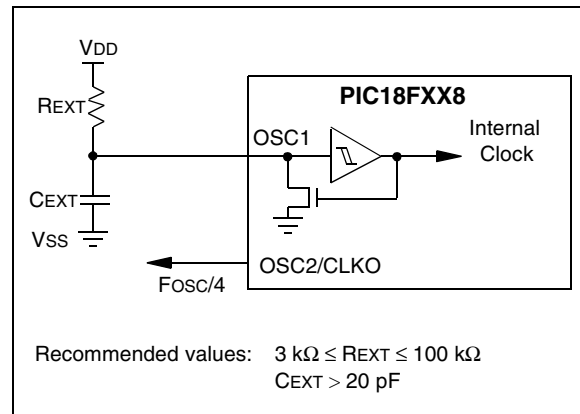 VDD
REXT
CEXT
VSS
PIC18FXX8
OSC1
Internal
Clock
OSC2/CLKO
FOSC/4
Recommended values: 3 kΩ ≤ REXT ≤ 100 kΩ
CEXT > 20 pF